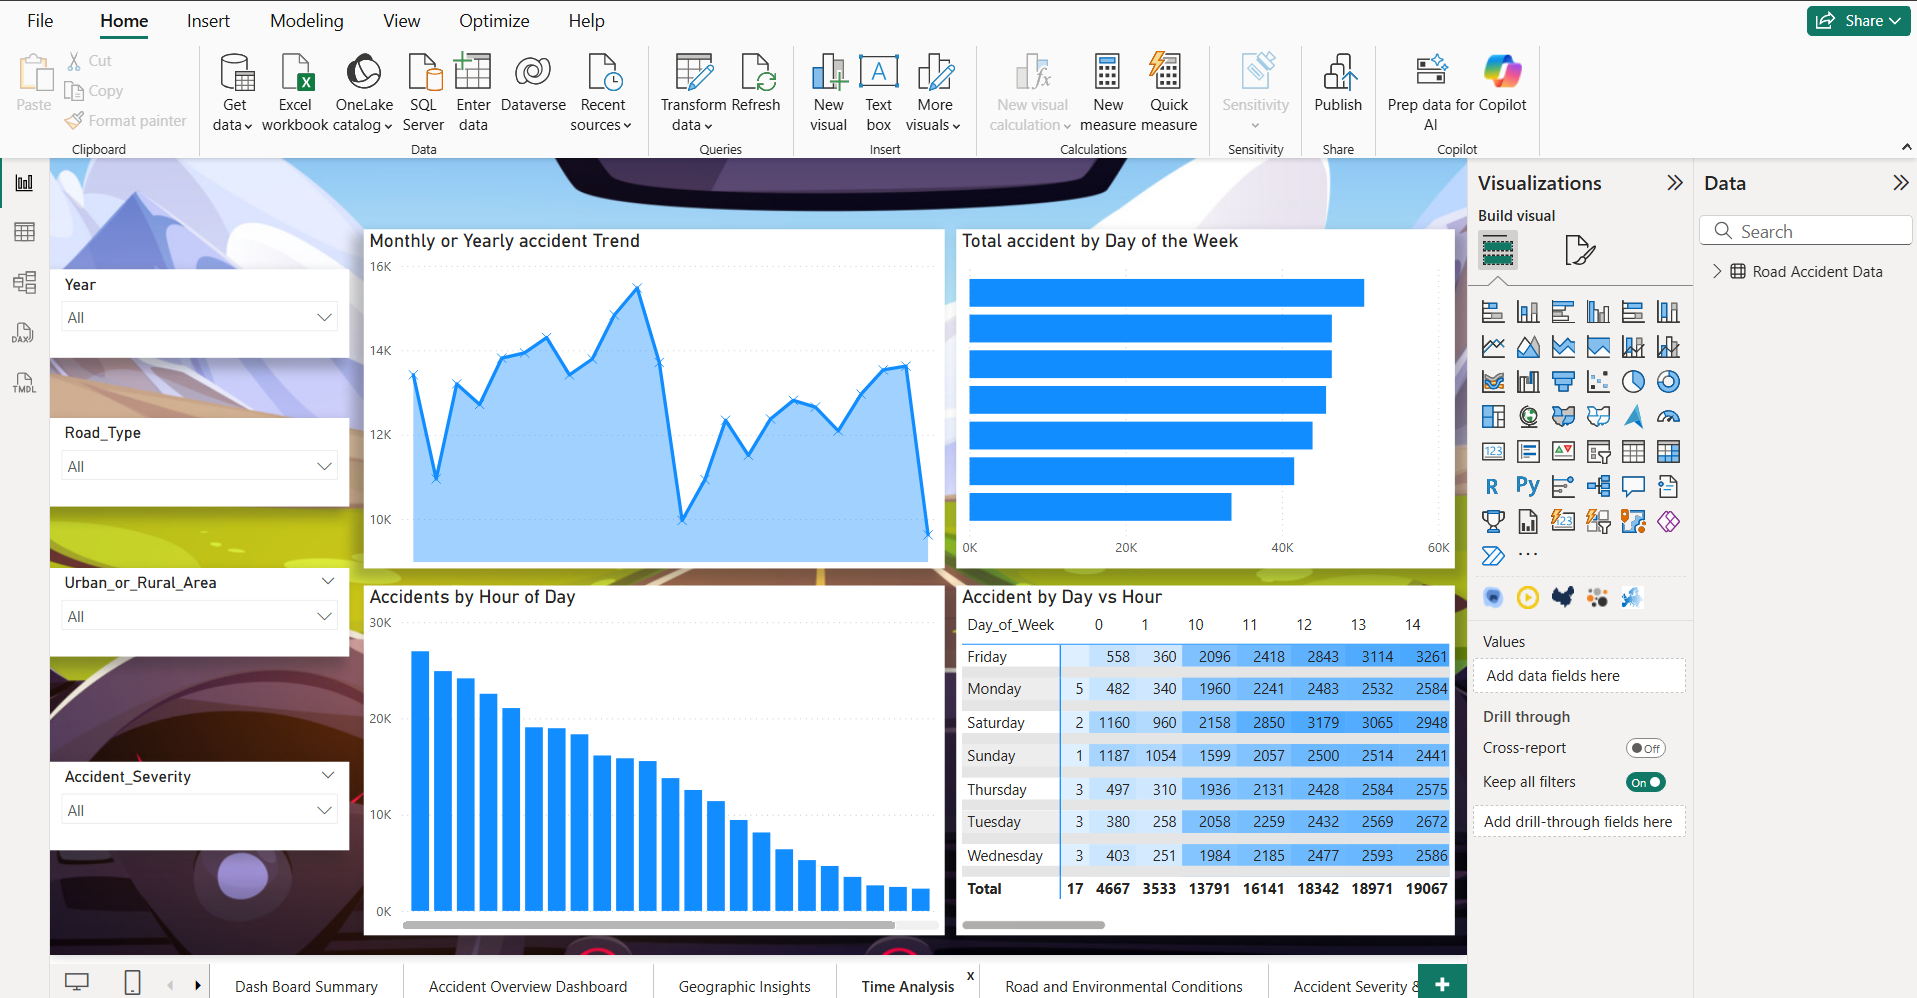 File Home Insert Modeling View Optimize Help Share
Paste Cut
Copy
Format painter
Clipboard
Get data Excel workbook OneLake catalog SQL Server Enter data Dataverse Recent sources
Data
Transform data Refresh
Queries
New visual Text box More visuals
Insert
New visual calculation New measure Quick measure
Calculations
Sensitivity
Sensitivity
Publish
Share
Prep data for AI Copilot
Copilot
DAX
TMDL
Year
All
Road_Type
All
Urban_or_Rural_Area
All
Accident_Severity
All
Monthly or Yearly accident Trend
16K
14K
12K
10K
Total accident by Day of the Week
0K 20K 40K 60K
Accidents by Hour of Day
30K
20K
10K
0K
Accident by Day vs Hour
Day_of_Week 0 1 10 11 12 13 14
Friday 558 360 2096 2418 2843 3114 3261
Monday 5 482 340 1960 2241 2483 2532 2584
Saturday 2 1160 960 2158 2850 3179 3065 2948
Sunday 1 1187 1054 1599 2057 2500 2514 2441
Thursday 3 497 310 1936 2131 2428 2584 2575
Tuesday 3 380 258 2058 2259 2432 2569 2672
Wednesday 3 403 251 1984 2185 2477 2593 2586
Total 17 4667 3533 13791 16141 18342 18971 19067
Visualizations
Build visual
123
R Py
123
Values
Add data fields here
Drill through
Cross-report Off
Keep all filters On
Add drill-through fields here
Data
Search
Road Accident Data
Dash Board Summary Accident Overview Dashboard Geographic Insights Time Analysis x Road and Environmental Conditions Accident Severity &